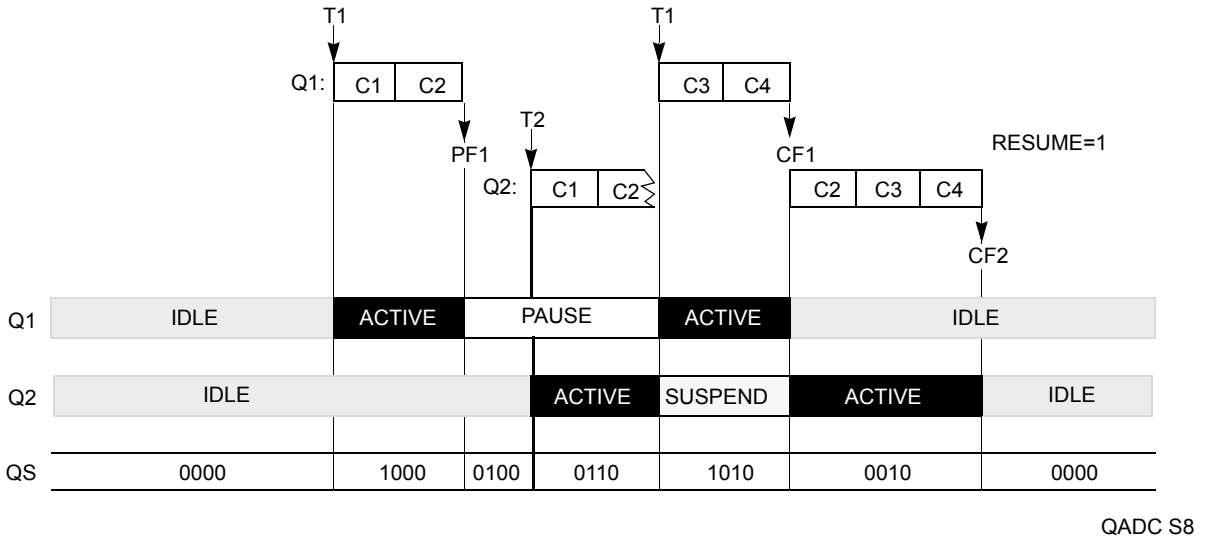 T1 T1
Q1: C1 C2 C3 C4
T2
PF1 CF1 RESUME=1
Q2: C1 C2 C2 C3 C4
CF2
Q1 IDLE ACTIVE PAUSE ACTIVE IDLE
Q2 IDLE ACTIVE SUSPEND ACTIVE IDLE
QS 0000 1000 0100 0110 1010 0010 0000
QADC S8